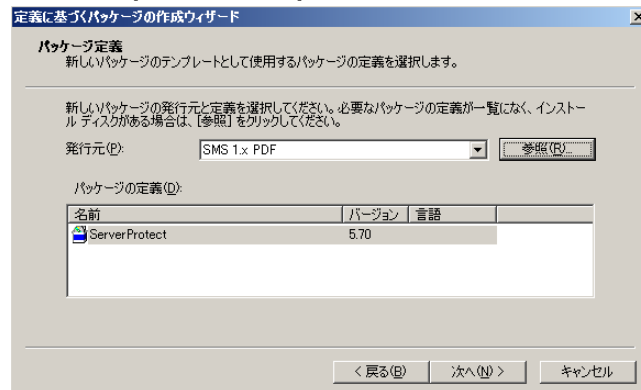 定義に基づくパッケージの作成ウィザード
パッケージ定義
新しいパッケージのテンプレートとして使用するパッケージの定義を選択します。
新しいパッケージの発行元と定義を選択してください。必要なパッケージの定義が一覧になく、インストー
ル ディスクがある場合は、[参照] をクリックしてください。
発行元(P): SMS 1.x PDF 参照(R)...
パッケージの定義(D):
名前 バージョン 言語
ServerProtect 5.70
< 戻る(B) 次へ(N) > キャンセル